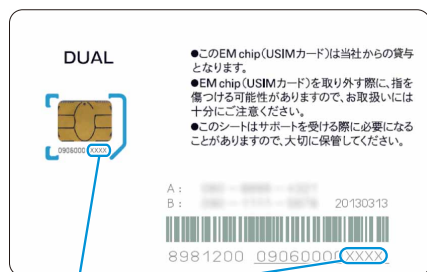 DUAL
●このEM chip（USIMカード）は当社からの貸与
となります。
●EM chip（USIMカード）を取り外す際に、指を
傷つける可能性がありますので、お取扱いには
十分にご注意ください。
●このシートはサポートを受ける際に必要になる
ことがありますので、大切に保管してください。
0906000 XXXX
A :
B :
20130313
8981200 0906000 XXXX